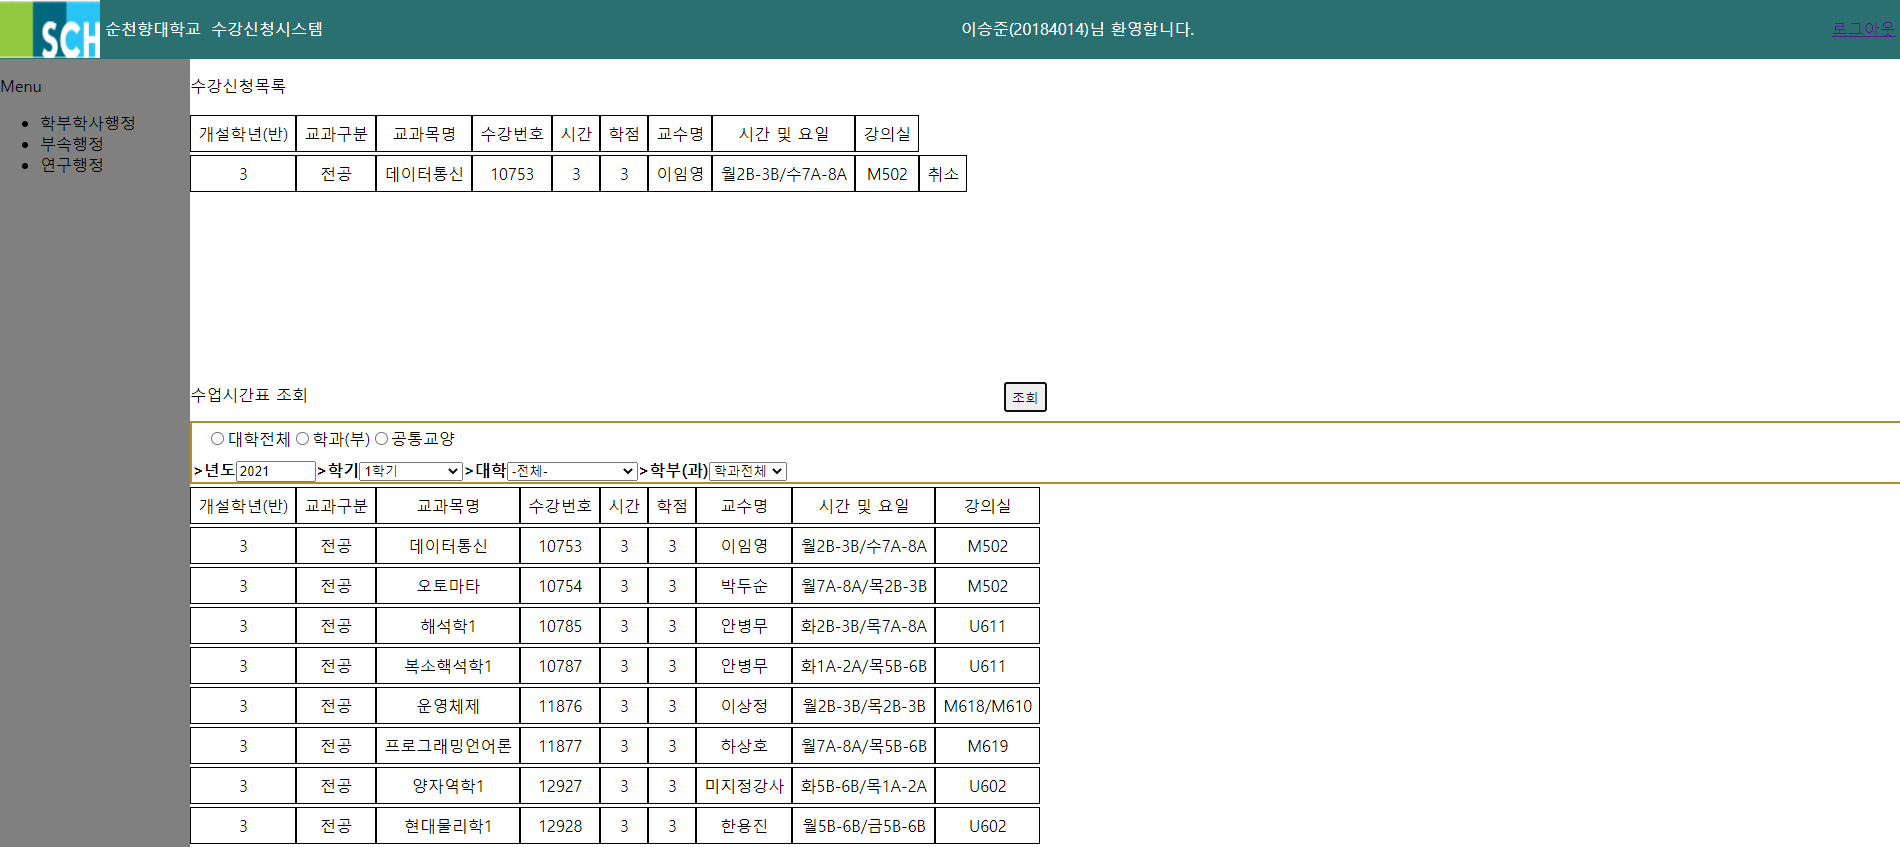 SCH 순천향대학교 수강신청시스템 이승준(20184014)님 환영합니다. 로그아웃
Menu
학부학사행정
부속행정
연구행정
수강신청목록
개설학년(반) 교과구분 교과목명 수강번호 시간 학점 교수명 시간 및 요일 강의실
3 전공 데이터통신 10753 3 3 이임영 월2B-3B/수7A-8A M502 취소
수업시간표 조회 조회
대학전체 학과(부) 공통교양
>년도 2021 >학기 1학기 >대학 -전체- >학부(과) 학과전체
개설학년(반) 교과구분 교과목명 수강번호 시간 학점 교수명 시간 및 요일 강의실
3 전공 데이터통신 10753 3 3 이임영 월2B-3B/수7A-8A M502
3 전공 오토마타 10754 3 3 박두순 월7A-8A/목2B-3B M502
3 전공 해석학1 10785 3 3 안병무 화2B-3B/목7A-8A U611
3 전공 복소핵석학1 10787 3 3 안병무 화1A-2A/목5B-6B U611
3 전공 운영체제 11876 3 3 이상정 월2B-3B/목2B-3B M618/M610
3 전공 프로그래밍언어론 11877 3 3 하상호 월7A-8A/목5B-6B M619
3 전공 양자역학1 12927 3 3 미지정강사 화5B-6B/목1A-2A U602
3 전공 현대물리학1 12928 3 3 한용진 월5B-6B/금5B-6B U602